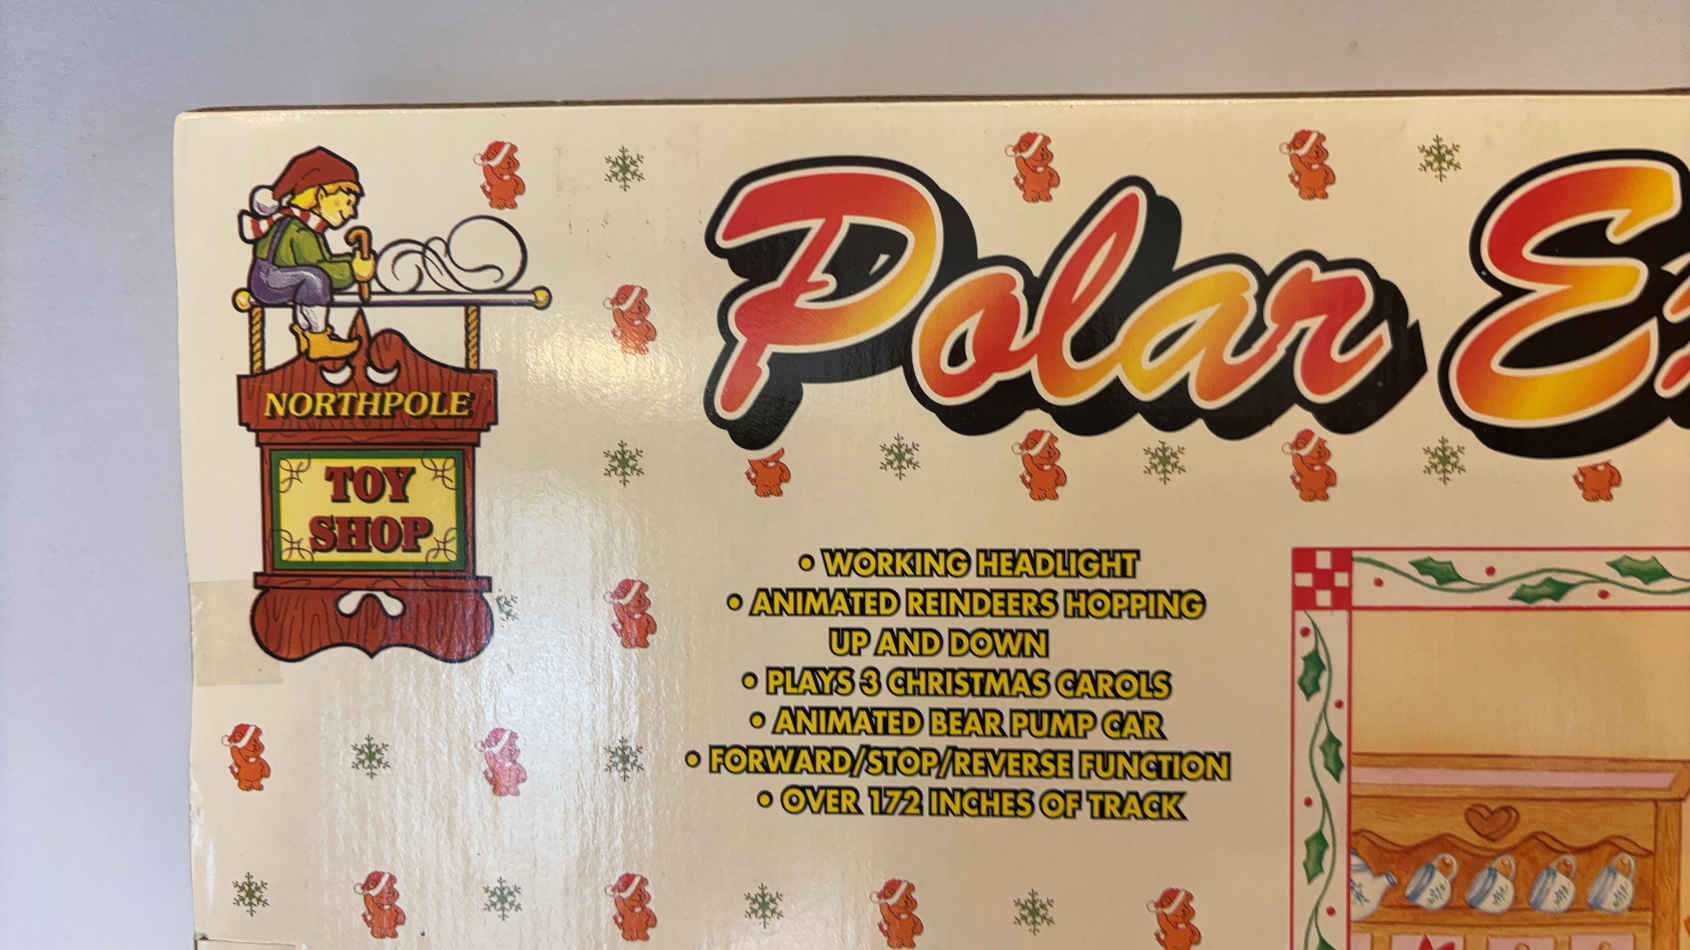 Polar
NORTHPOLE
TOY
SHOP
• WORKING HEADLIGHT
• ANIMATED REINDEERS HOPPING
UP AND DOWN
• PLAYS 3 CHRISTMAS CAROLS
• ANIMATED BEAR PUMP CAR
• FORWARD/STOP/REVERSE FUNCTION
• OVER 172 INCHES OF TRACK